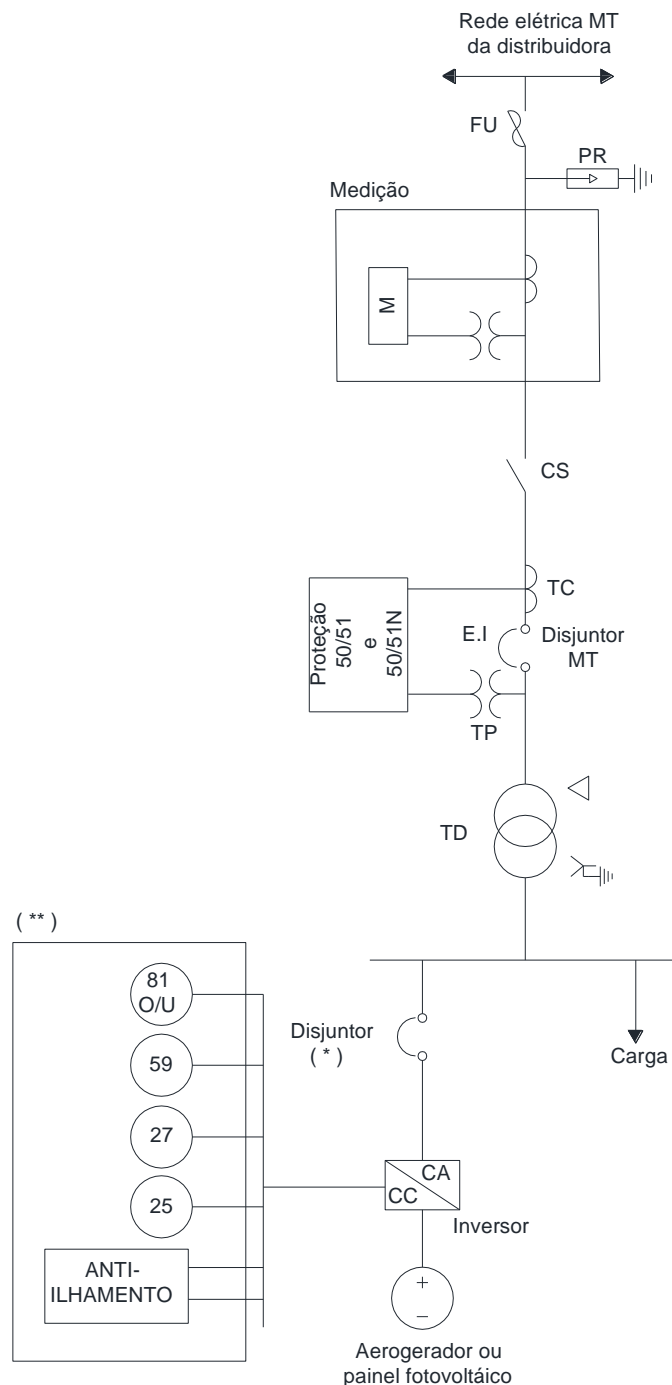 Rede elétrica MT
da distribuidora
FU
PR
Medição
M
CS
TC
Proteção
50/51
e
50/51N
E.I
Disjuntor
MT
TP
TD
( ** )
81
O/U
59
27
25
ANTI-
ILHAMENTO
Disjuntor
( * )
Carga
CA
CC
Inversor
+
–
Aerogerador ou
painel fotovoltáico